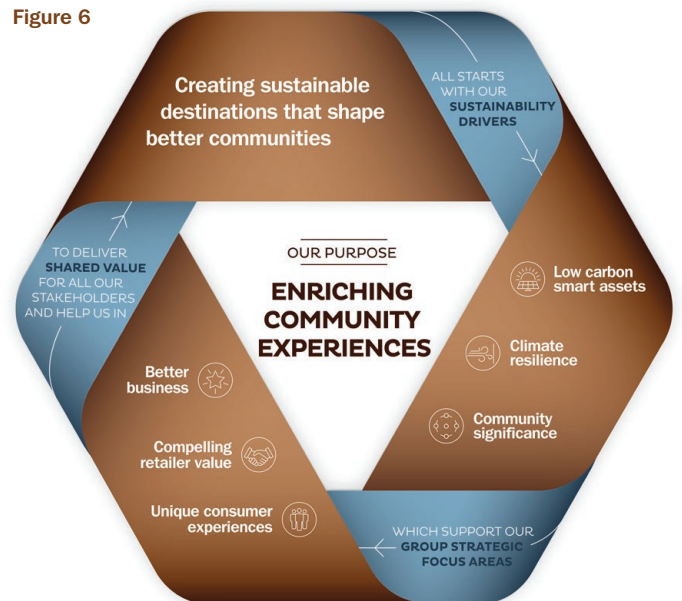 Figure 6
Creating sustainable
destinations that shape
better communities
ALL STARTS
WITH OUR
SUSTAINABILITY
DRIVERS
Low carbon
smart assets
Climate
resilience
Community
significance
WHICH SUPPORT OUR
GROUP STRATEGIC
FOCUS AREAS
Better
business
Compelling
retailer value
Unique consumer
experiences
TO DELIVER
SHARED VALUE
FOR ALL OUR
STAKEHOLDERS
AND HELP US IN
OUR PURPOSE
ENRICHING
COMMUNITY
EXPERIENCES